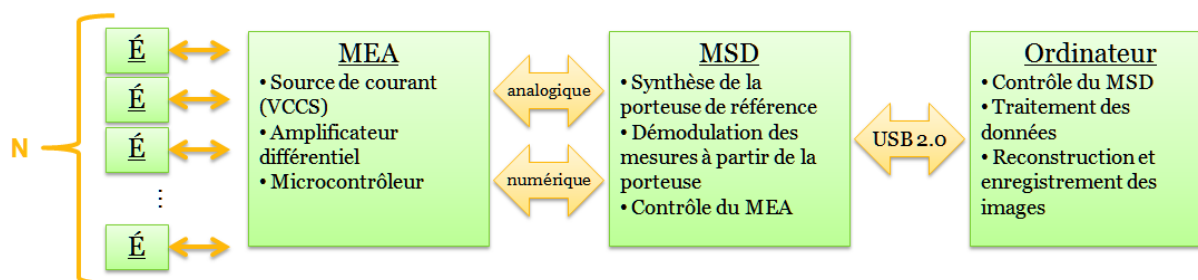 N
É
É
É
⋮
É
MEA
• Source de courant
(VCCS)
• Amplificateur
différentiel
• Microcontrôleur
analogique
numérique
MSD
• Synthèse de la
porteuse de référence
• Démodulation des
mesures à partir de la
porteuse
• Contrôle du MEA
USB 2.0
Ordinateur
• Contrôle du MSD
• Traitement des
données
• Reconstruction et
enregistrement des
images